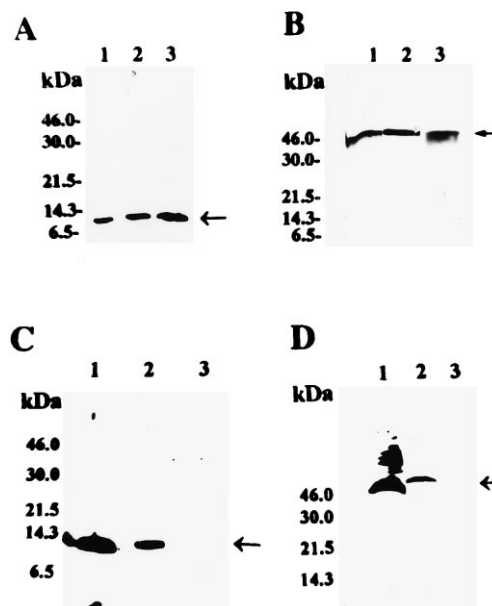 A
1 2 3
kDa
46.0-
30.0-
21.5-
14.3-
6.5-
B
1 2 3
kDa
46.0-
30.0-
21.5-
14.3-
6.5-
C
1 2 3
kDa
46.0
30.0
21.5
14.3
6.5
D
1 2 3
kDa
46.0
30.0
21.5
14.3